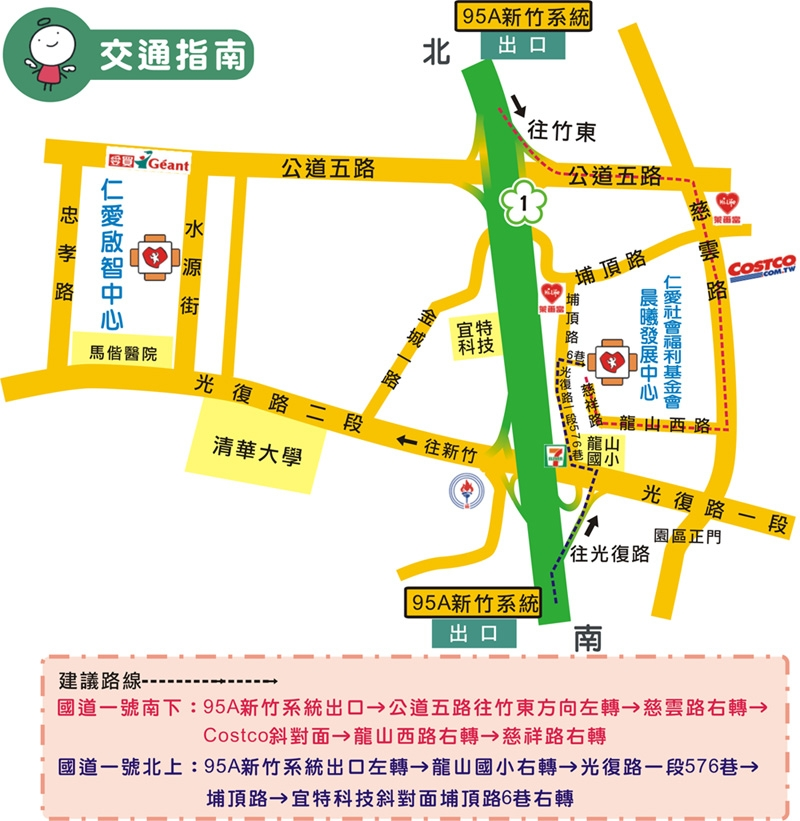 95A新竹系統
出口
交通指南
北
往竹東
愛買 Géant
公道五路
公道五路
1
仁愛啟智中心
忠孝路
水源街
慈雲路
Hi-Life
萊爾富
COSTCO
.COM.TW
埔頂路
仁愛社會福利基金會
晨曦發展中心
Hi-Life
萊爾富
埔頂路6巷
宜特
科技
金城一路
馬偕醫院
光復路二段
光復路一段576巷
慈祥路
龍山西路
清華大學
往新竹
7
ELEVEN
龍山
國小
光復路一段
園區正門
往光復路
95A新竹系統
出口
南
建議路線
國道一號南下：95A新竹系統出口→公道五路往竹東方向左轉→慈雲路右轉→
Costco斜對面→龍山西路右轉→慈祥路右轉
國道一號北上：95A新竹系統出口左轉→龍山國小右轉→光復路一段576巷→
埔頂路→宜特科技斜對面埔頂路6巷右轉